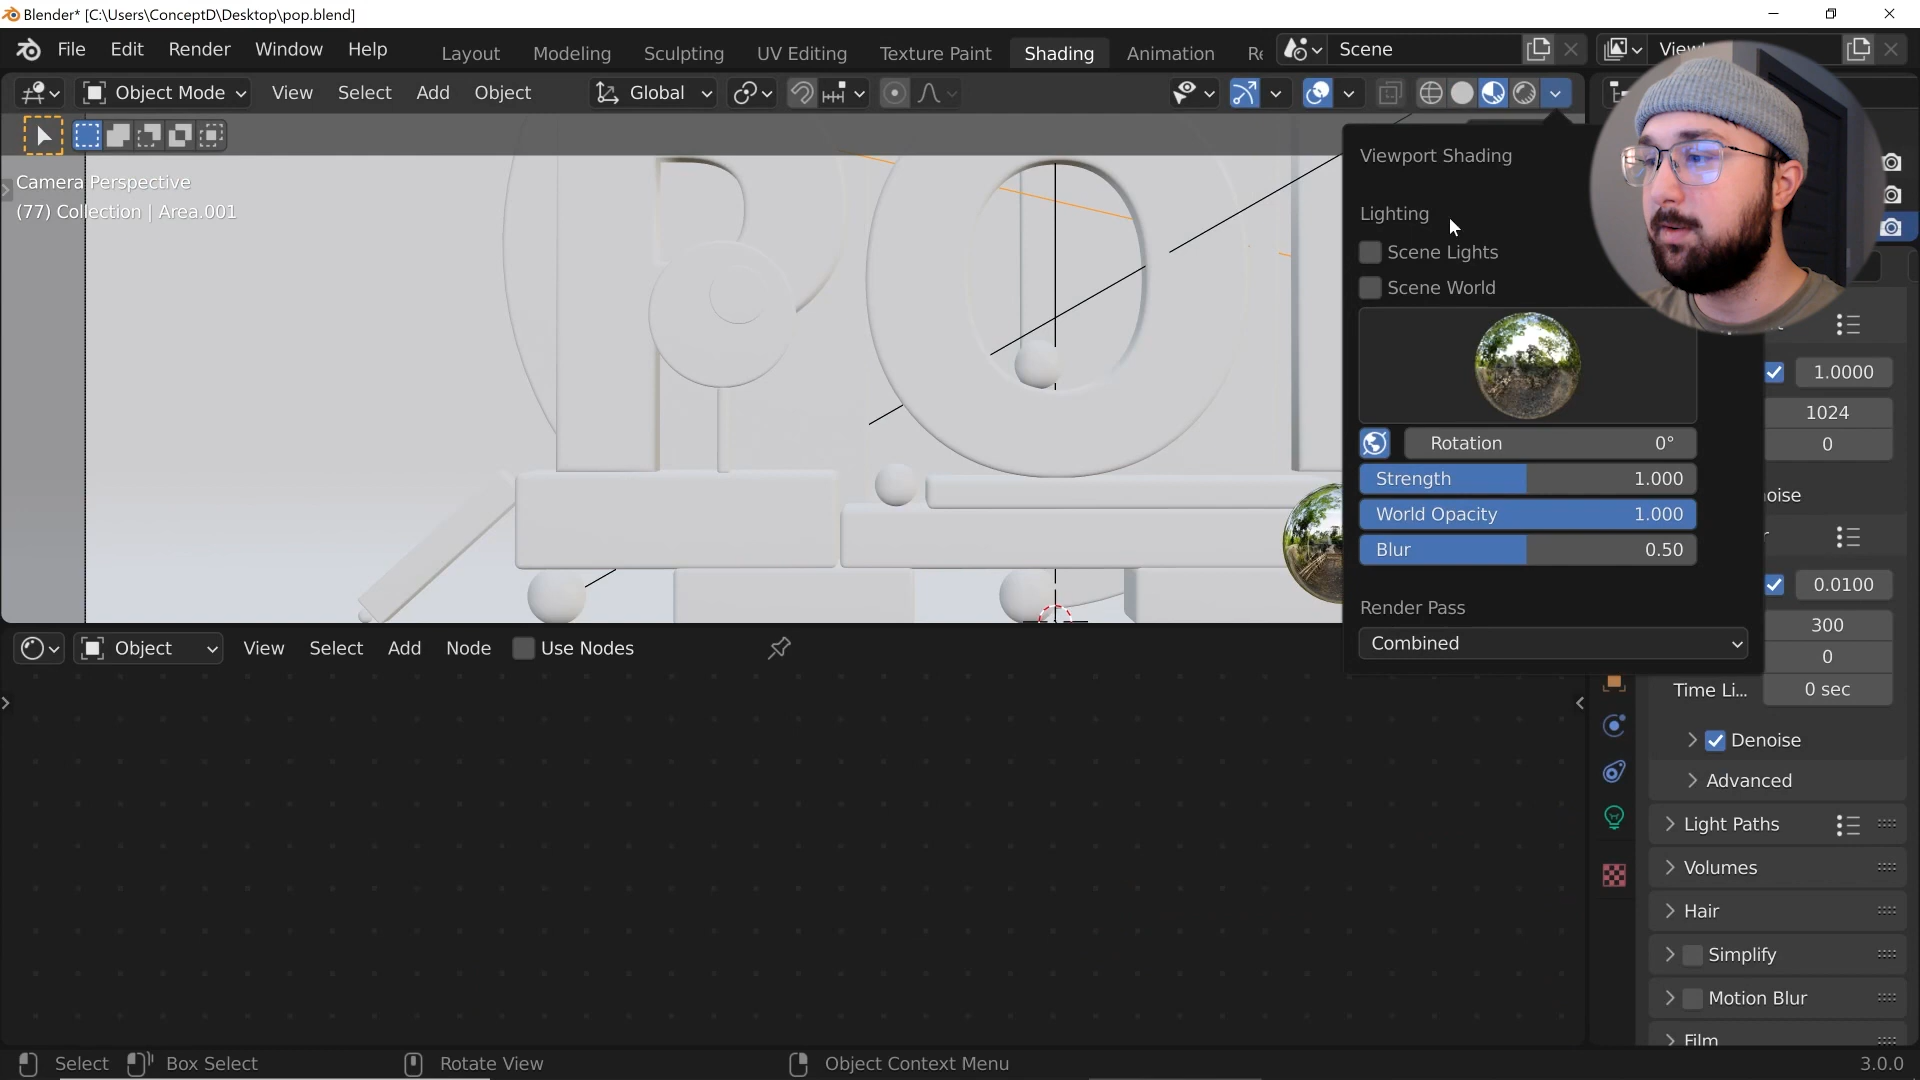 Blender* [C:\Users\ConceptD\Desktop\pop.blend]
File Edit Render Window Help Layout Modeling Sculpting UV Editing Texture Paint Shading Animation Scene
Object Mode View Select Add Object Global
Camera Perspective
(77) Collection | Area.001
Viewport Shading
Lighting
Scene Lights
Scene World
Rotation 0°
Strength 1.000
World Opacity 1.000
Blur 0.50
Render Pass
Combined
1.0000
1024
0
0.0100
300
0
Time Li... 0 sec
Object View Select Add Node Use Nodes
Denoise
Advanced
Light Paths
Volumes
Hair
Simplify
Motion Blur
Film
Select Box Select Rotate View Object Context Menu 3.0.0